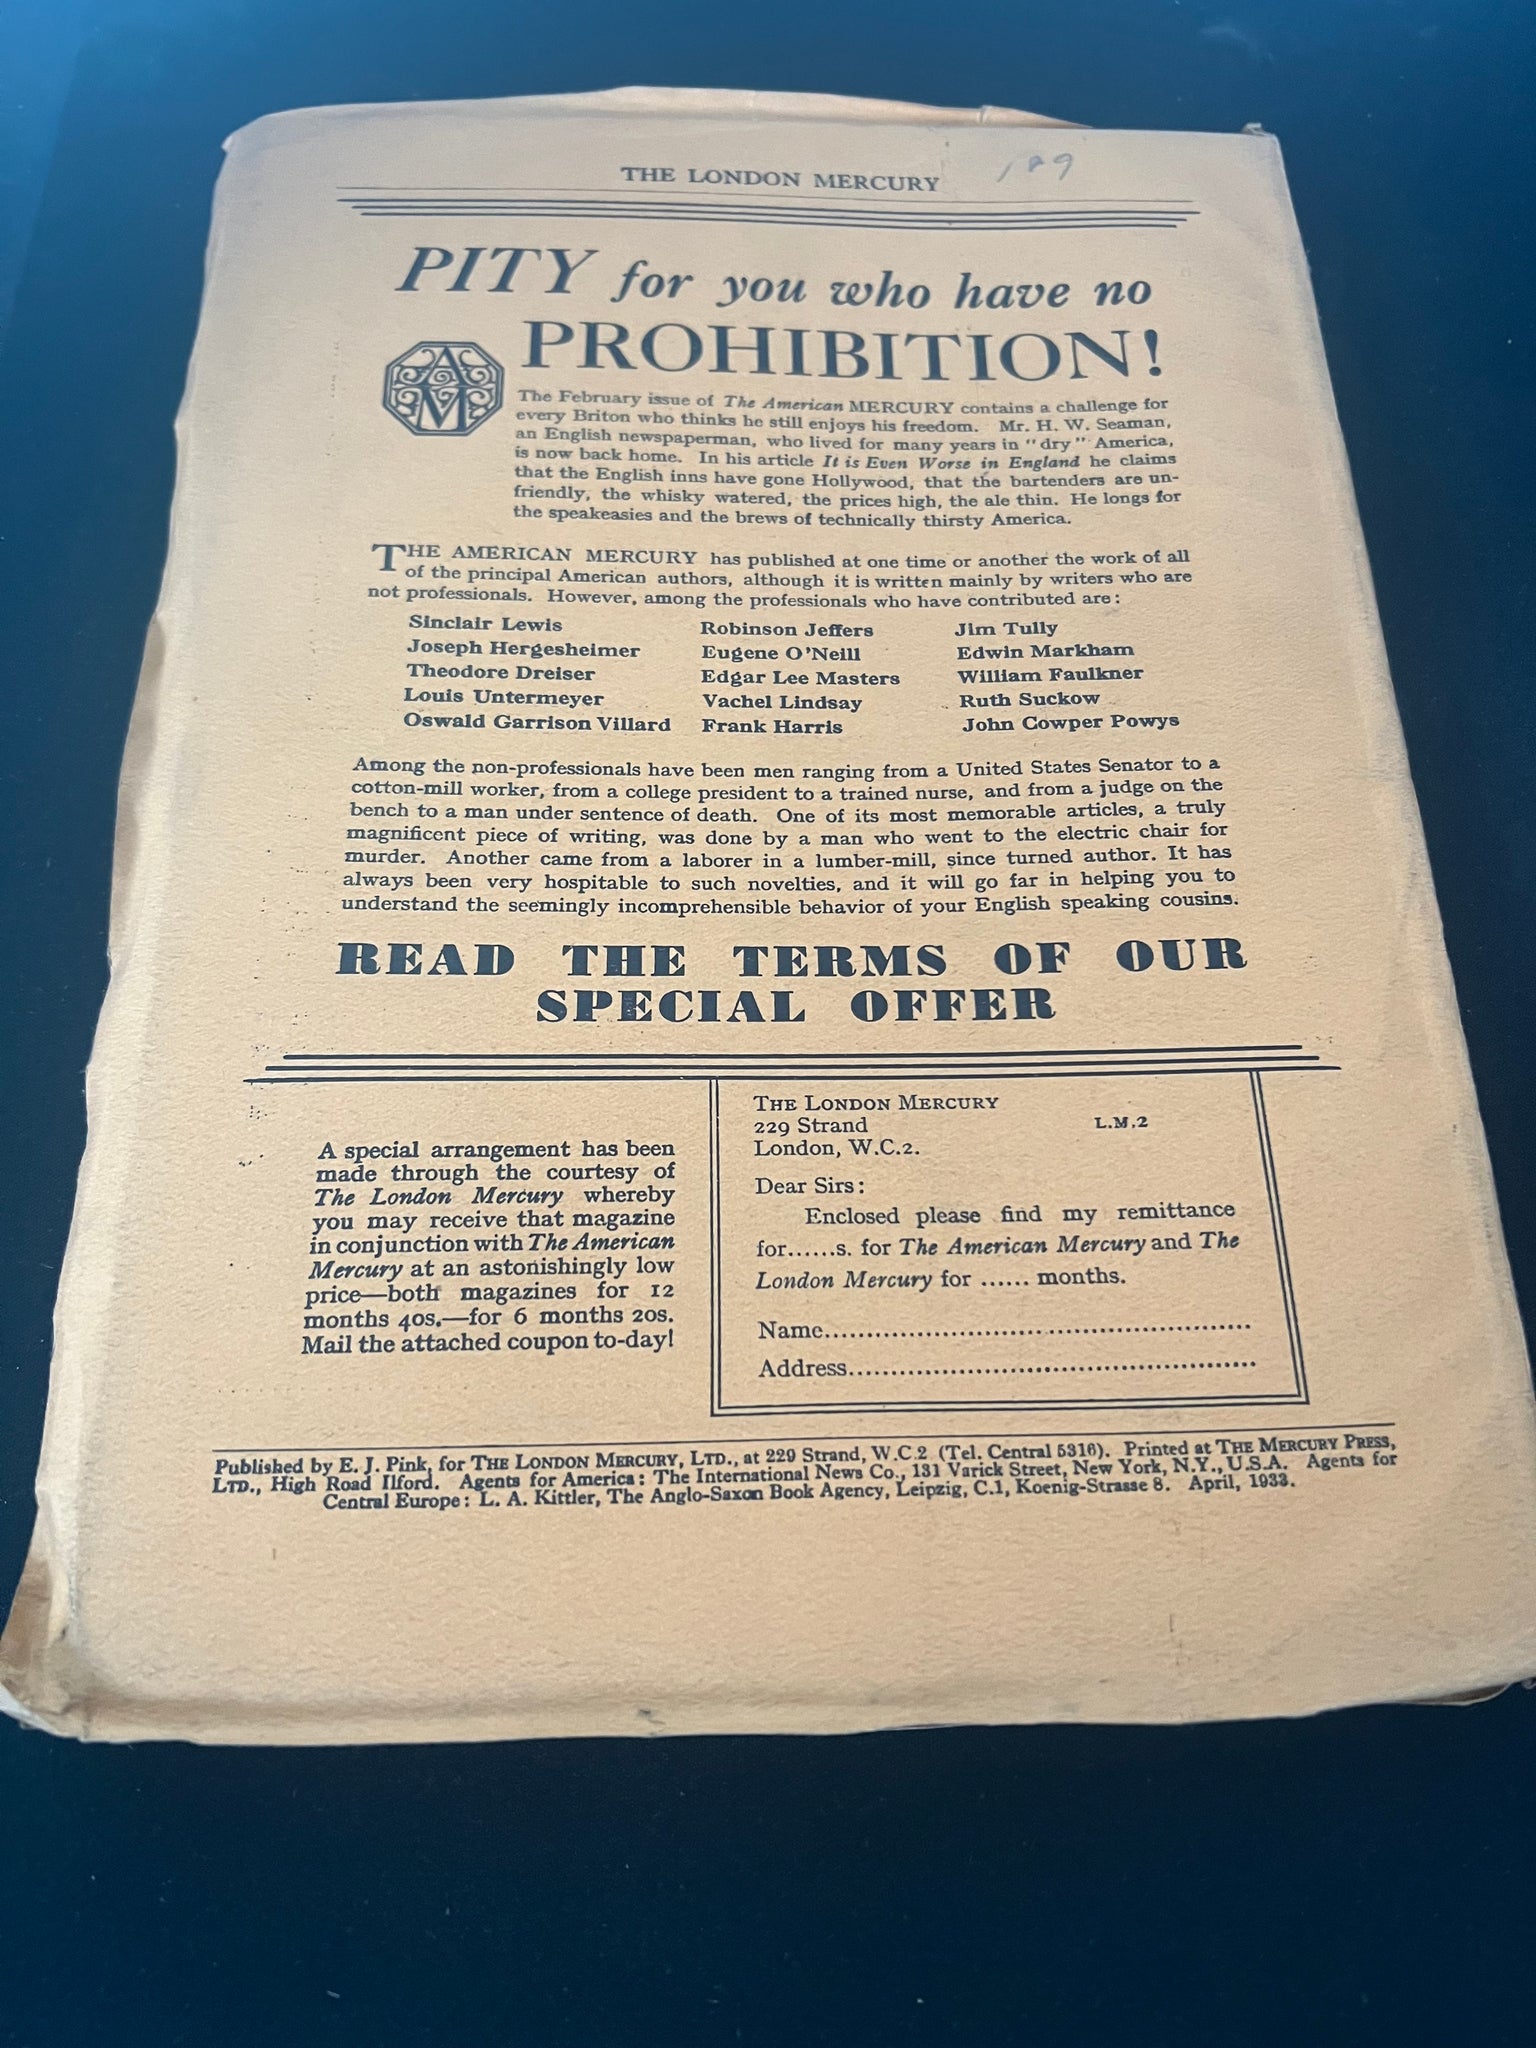 THE LONDON MERCURY
189
PITY for you who have no
PROHIBITION!
AM
The February issue of The American MERCURY contains a challenge for
every Briton who thinks he still enjoys his freedom. Mr. H. W. Seaman,
an English newspaperman, who lived for many years in "dry" America,
is now back home. In his article It is Even Worse in England he claims
that the English inns have gone Hollywood, that the bartenders are un-
friendly, the whisky watered, the prices high, the ale thin. He longs for
the speakeasies and the brews of technically thirsty America.
THE AMERICAN MERCURY has published at one time or another the work of all
of the principal American authors, although it is written mainly by writers who are
not professionals. However, among the professionals who have contributed are:
Sinclair Lewis
Joseph Hergesheimer
Theodore Dreiser
Louis Untermeyer
Oswald Garrison Villard
Robinson Jeffers
Eugene O'Neill
Edgar Lee Masters
Vachel Lindsay
Frank Harris
Jim Tully
Edwin Markham
William Faulkner
Ruth Suckow
John Cowper Powys
Among the non-professionals have been men ranging from a United States Senator to a
cotton-mill worker, from a college president to a trained nurse, and from a judge on the
bench to a man under sentence of death. One of its most memorable articles, a truly
magnificent piece of writing, was done by a man who went to the electric chair for
murder. Another came from a laborer in a lumber-mill, since turned author. It has
always been very hospitable to such novelties, and it will go far in helping you to
understand the seemingly incomprehensible behavior of your English speaking cousins.
READ THE TERMS OF OUR
SPECIAL OFFER
A special arrangement has been
made through the courtesy of
The London Mercury whereby
you may receive that magazine
in conjunction with The American
Mercury at an astonishingly low
price—both magazines for 12
months 40s.—for 6 months 20s.
Mail the attached coupon to-day!
THE LONDON MERCURY
229 Strand L.M.2
London, W.C.2.
Dear Sirs:
Enclosed please find my remittance
for......s. for The American Mercury and The
London Mercury for ...... months.
Name..................................................
Address...............................................
Published by E. J. Pink, for THE LONDON MERCURY, LTD., at 229 Strand, W.C.2 (Tel. Central 5316). Printed at THE MERCURY PRESS,
LTD., High Road Ilford. Agents for America: The International News Co., 131 Varick Street, New York, N.Y., U.S.A. Agents for
Central Europe: L. A. Kittler, The Anglo-Saxon Book Agency, Leipzig, C.1, Koenig-Strasse 8. April, 1933.